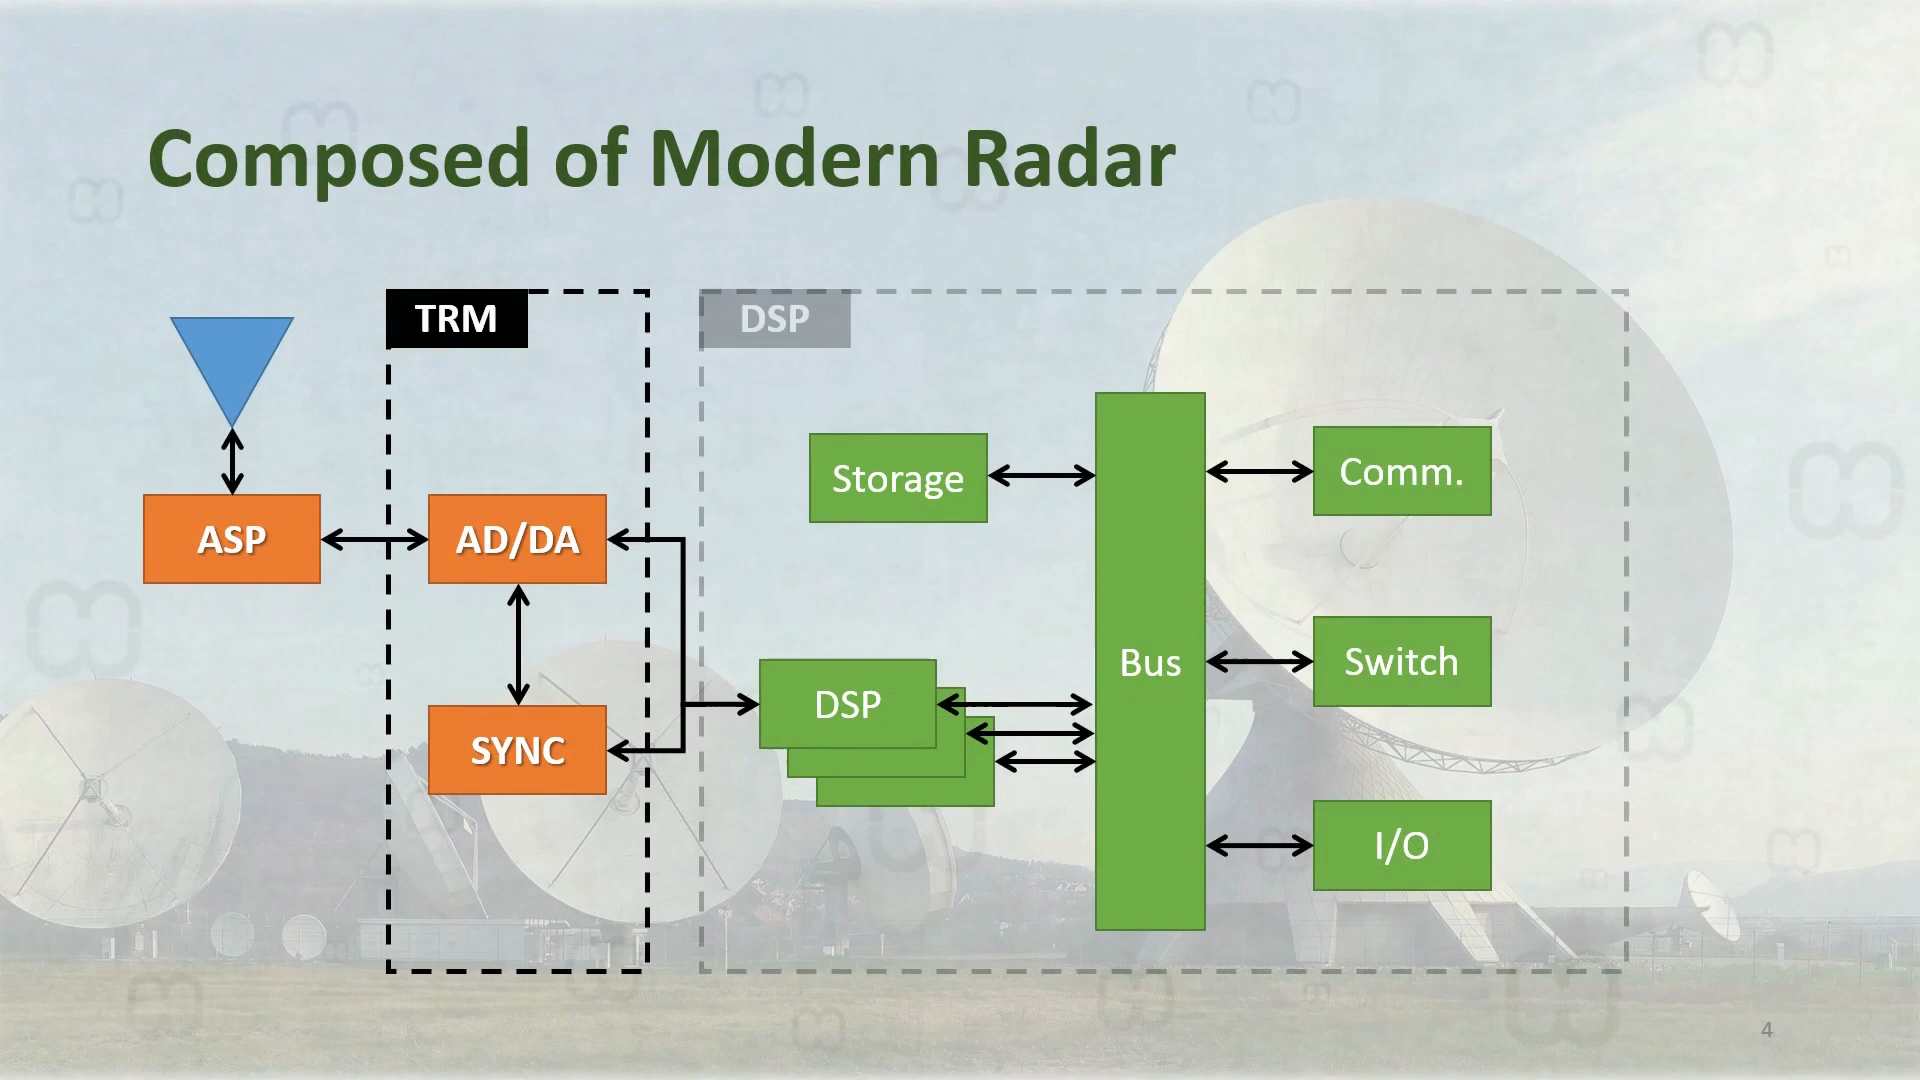 Composed of Modern Radar
TRM
DSP
Storage
Comm.
ASP
AD/DA
Bus
Switch
DSP
SYNC
I/O
4